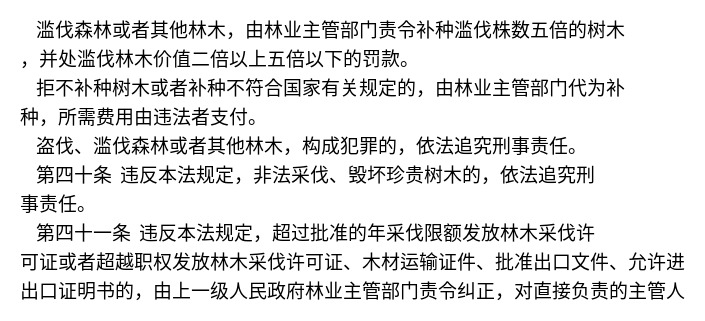 滥伐森林或者其他林木，由林业主管部门责令补种滥伐株数五倍的树木
，并处滥伐林木价值二倍以上五倍以下的罚款。
拒不补种树木或者补种不符合国家有关规定的，由林业主管部门代为补
种，所需费用由违法者支付。
盗伐、滥伐森林或者其他林木，构成犯罪的，依法追究刑事责任。
第四十条 违反本法规定，非法采伐、毁坏珍贵树木的，依法追究刑
事责任。
第四十一条 违反本法规定，超过批准的年采伐限额发放林木采伐许
可证或者超越职权发放林木采伐许可证、木材运输证件、批准出口文件、允许进
出口证明书的，由上一级人民政府林业主管部门责令纠正，对直接负责的主管人